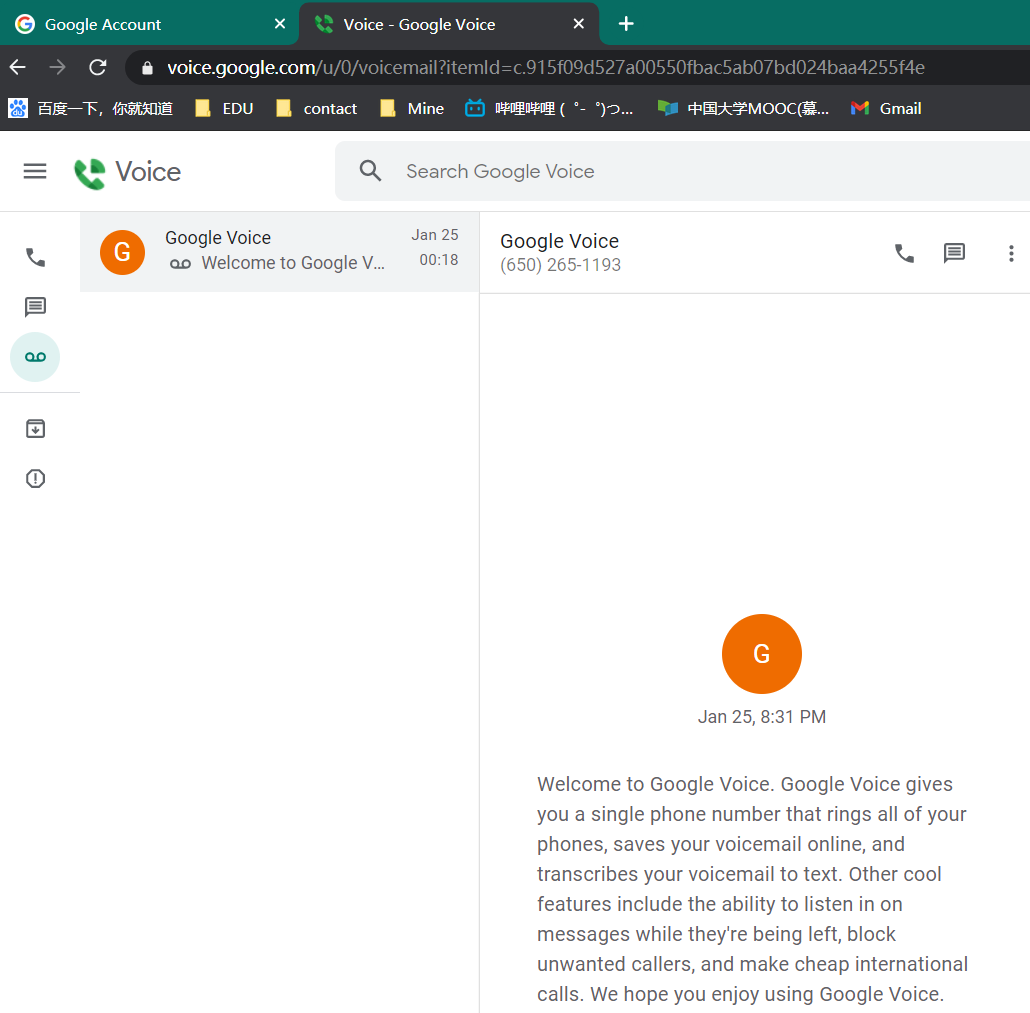 Google Account
Voice - Google Voice
voice.google.com/u/0/voicemail?itemId=c.915f09d527a00550fbac5ab07bd024baa4255f4e
du
百度一下，你就知道
EDU
contact
Mine
哔哩哔哩 ( ゜- ゜)つ...
中国大学MOOC(慕...
Gmail
Voice
Search Google Voice
G
Google Voice
Jan 25
Welcome to Google V...
00:18
Google Voice
(650) 265-1193
G
Jan 25, 8:31 PM
Welcome to Google Voice. Google Voice gives
you a single phone number that rings all of your
phones, saves your voicemail online, and
transcribes your voicemail to text. Other cool
features include the ability to listen in on
messages while they're being left, block
unwanted callers, and make cheap international
calls. We hope you enjoy using Google Voice.